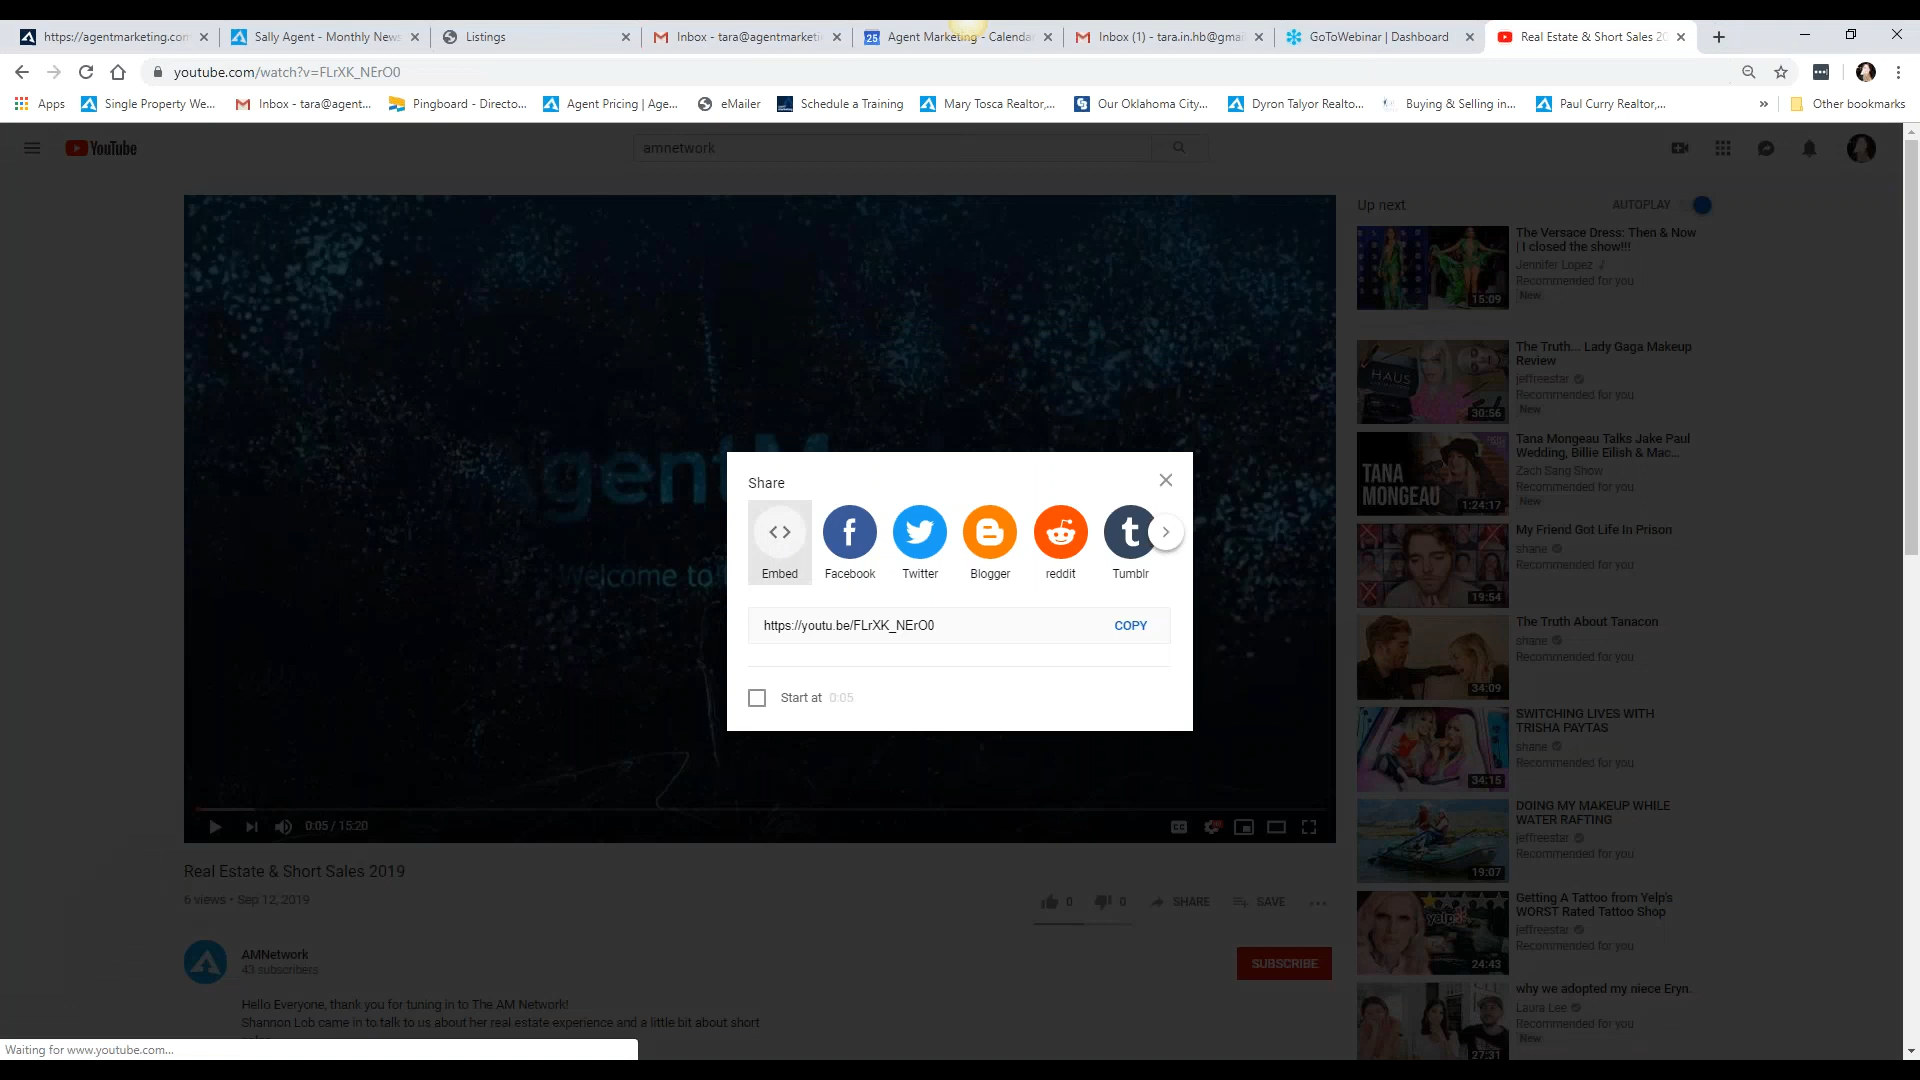 https://agentmarketing.com
Sally Agent - Monthly News
Listings
Inbox - tara@agentmarketi
25
Agent Marketing - Calenda
Inbox (1) - tara.in.hb@gmai
GoToWebinar | Dashboard
Real Estate & Short Sales 20
youtube.com/watch?v=FLrXK_NErO0
Apps
Single Property We...
Inbox - tara@agent...
Pingboard - Directo...
Agent Pricing | Age...
eMailer
Schedule a Training
Mary Tosca Realtor,...
Our Oklahoma City...
Dyron Talyor Realto...
Buying & Selling in...
Paul Curry Realtor,...
»
Other bookmarks
YouTube
amnetwork
AgentM
Welcome to
Share
Embed
Facebook
Twitter
Blogger
reddit
Tumblr
https://youtu.be/FLrXK_NErO0
COPY
Start at 0:05
0:05 / 15:20
Real Estate & Short Sales 2019
6 views • Sep 12, 2019
0
0
SHARE
SAVE
AMNetwork
43 subscribers
SUBSCRIBE
Hello Everyone, thank you for tuning in to The AM Network!
Shannon Lob came in to talk to us about her real estate experience and a little bit about short
Up next
AUTOPLAY
The Versace Dress: Then & Now
| I closed the show!!!
Jennifer Lopez ♪
Recommended for you
New
15:09
The Truth... Lady Gaga Makeup
Review
jeffreestar
Recommended for you
New
HAUS
30:56
Tana Mongeau Talks Jake Paul
Wedding, Billie Eilish & Mac...
Zach Sang Show
Recommended for you
New
TANA
MONGEAU
1:24:17
My Friend Got Life In Prison
shane
Recommended for you
19:54
The Truth About Tanacon
shane
Recommended for you
34:09
SWITCHING LIVES WITH
TRISHA PAYTAS
shane
Recommended for you
34:15
DOING MY MAKEUP WHILE
WATER RAFTING
jeffreestar
Recommended for you
19:07
Getting A Tattoo from Yelp's
WORST Rated Tattoo Shop
jeffreestar
Recommended for you
yelp
24:43
why we adopted my niece Eryn.
Laura Lee
Recommended for you
New
27:31
Waiting for www.youtube.com...